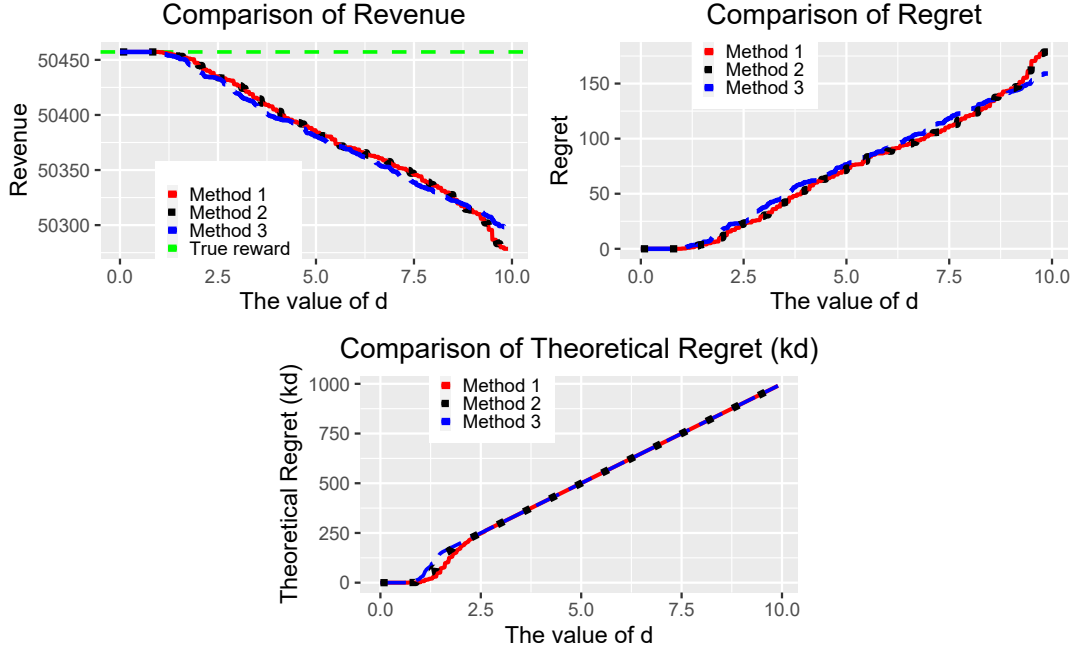 Comparison of Revenue
Revenue
50450
50400
50350
50300
Method 1
Method 2
Method 3
True reward
0.0 2.5 5.0 7.5 10.0
The value of d
Comparison of Regret
Regret
150
100
50
0
Method 1
Method 2
Method 3
0.0 2.5 5.0 7.5 10.0
The value of d
Comparison of Theoretical Regret (kd)
Theoretical Regret (kd)
1000
750
500
250
0
Method 1
Method 2
Method 3
0.0 2.5 5.0 7.5 10.0
The value of d